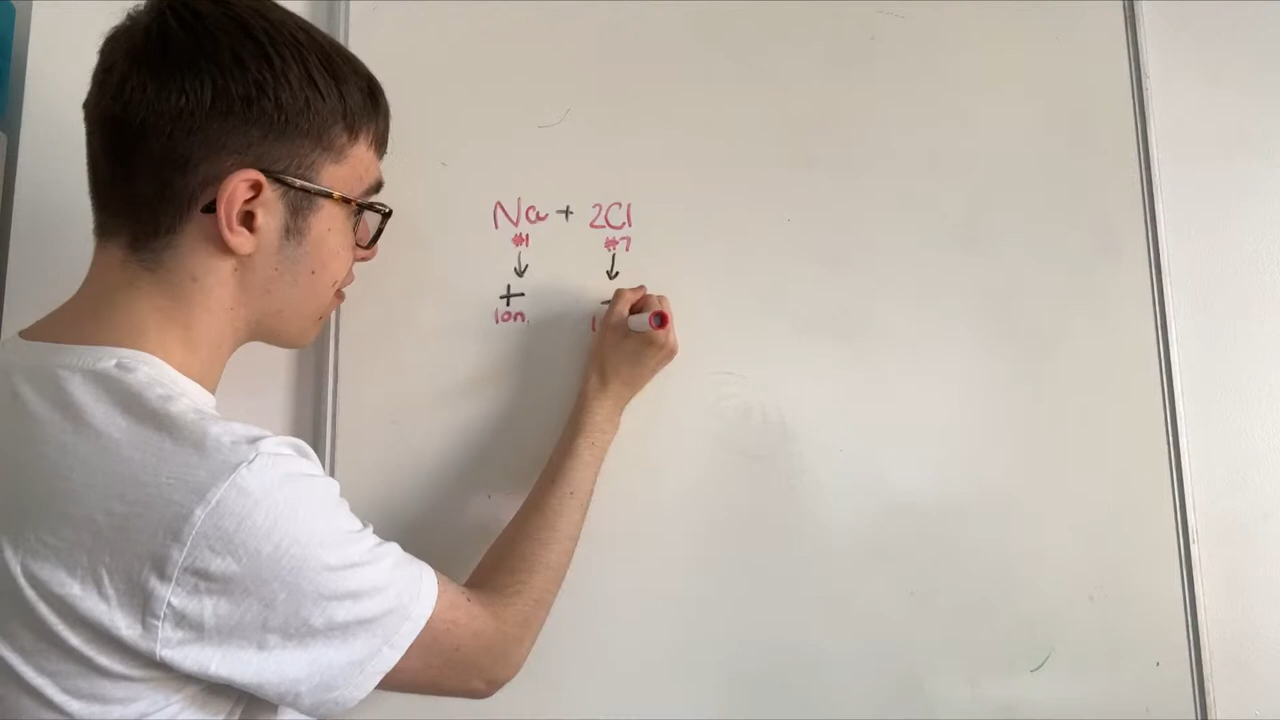 Na + 2Cl
#1 #7
↓ ↓
+
ion.